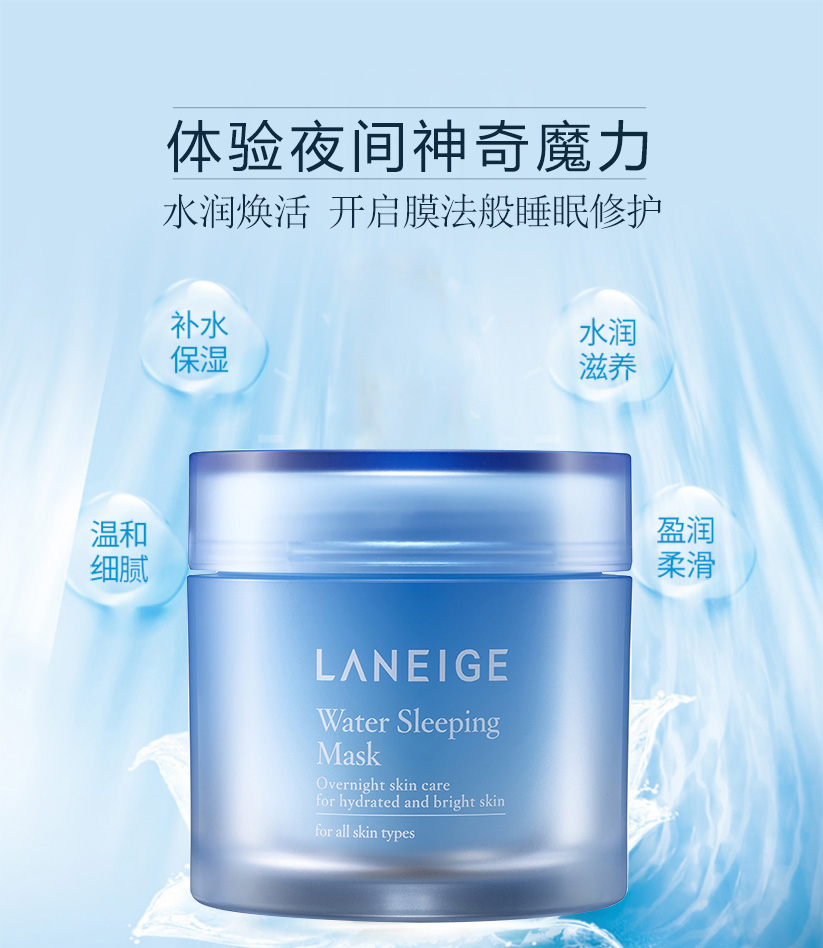 体验夜间神奇魔力
水润焕活 开启膜法般睡眠修护
补水
保湿
水润
滋养
温和
细腻
盈润
柔滑
LANEIGE
Water Sleeping
Mask
Overnight skin care
for hydrated and bright skin
for all skin types